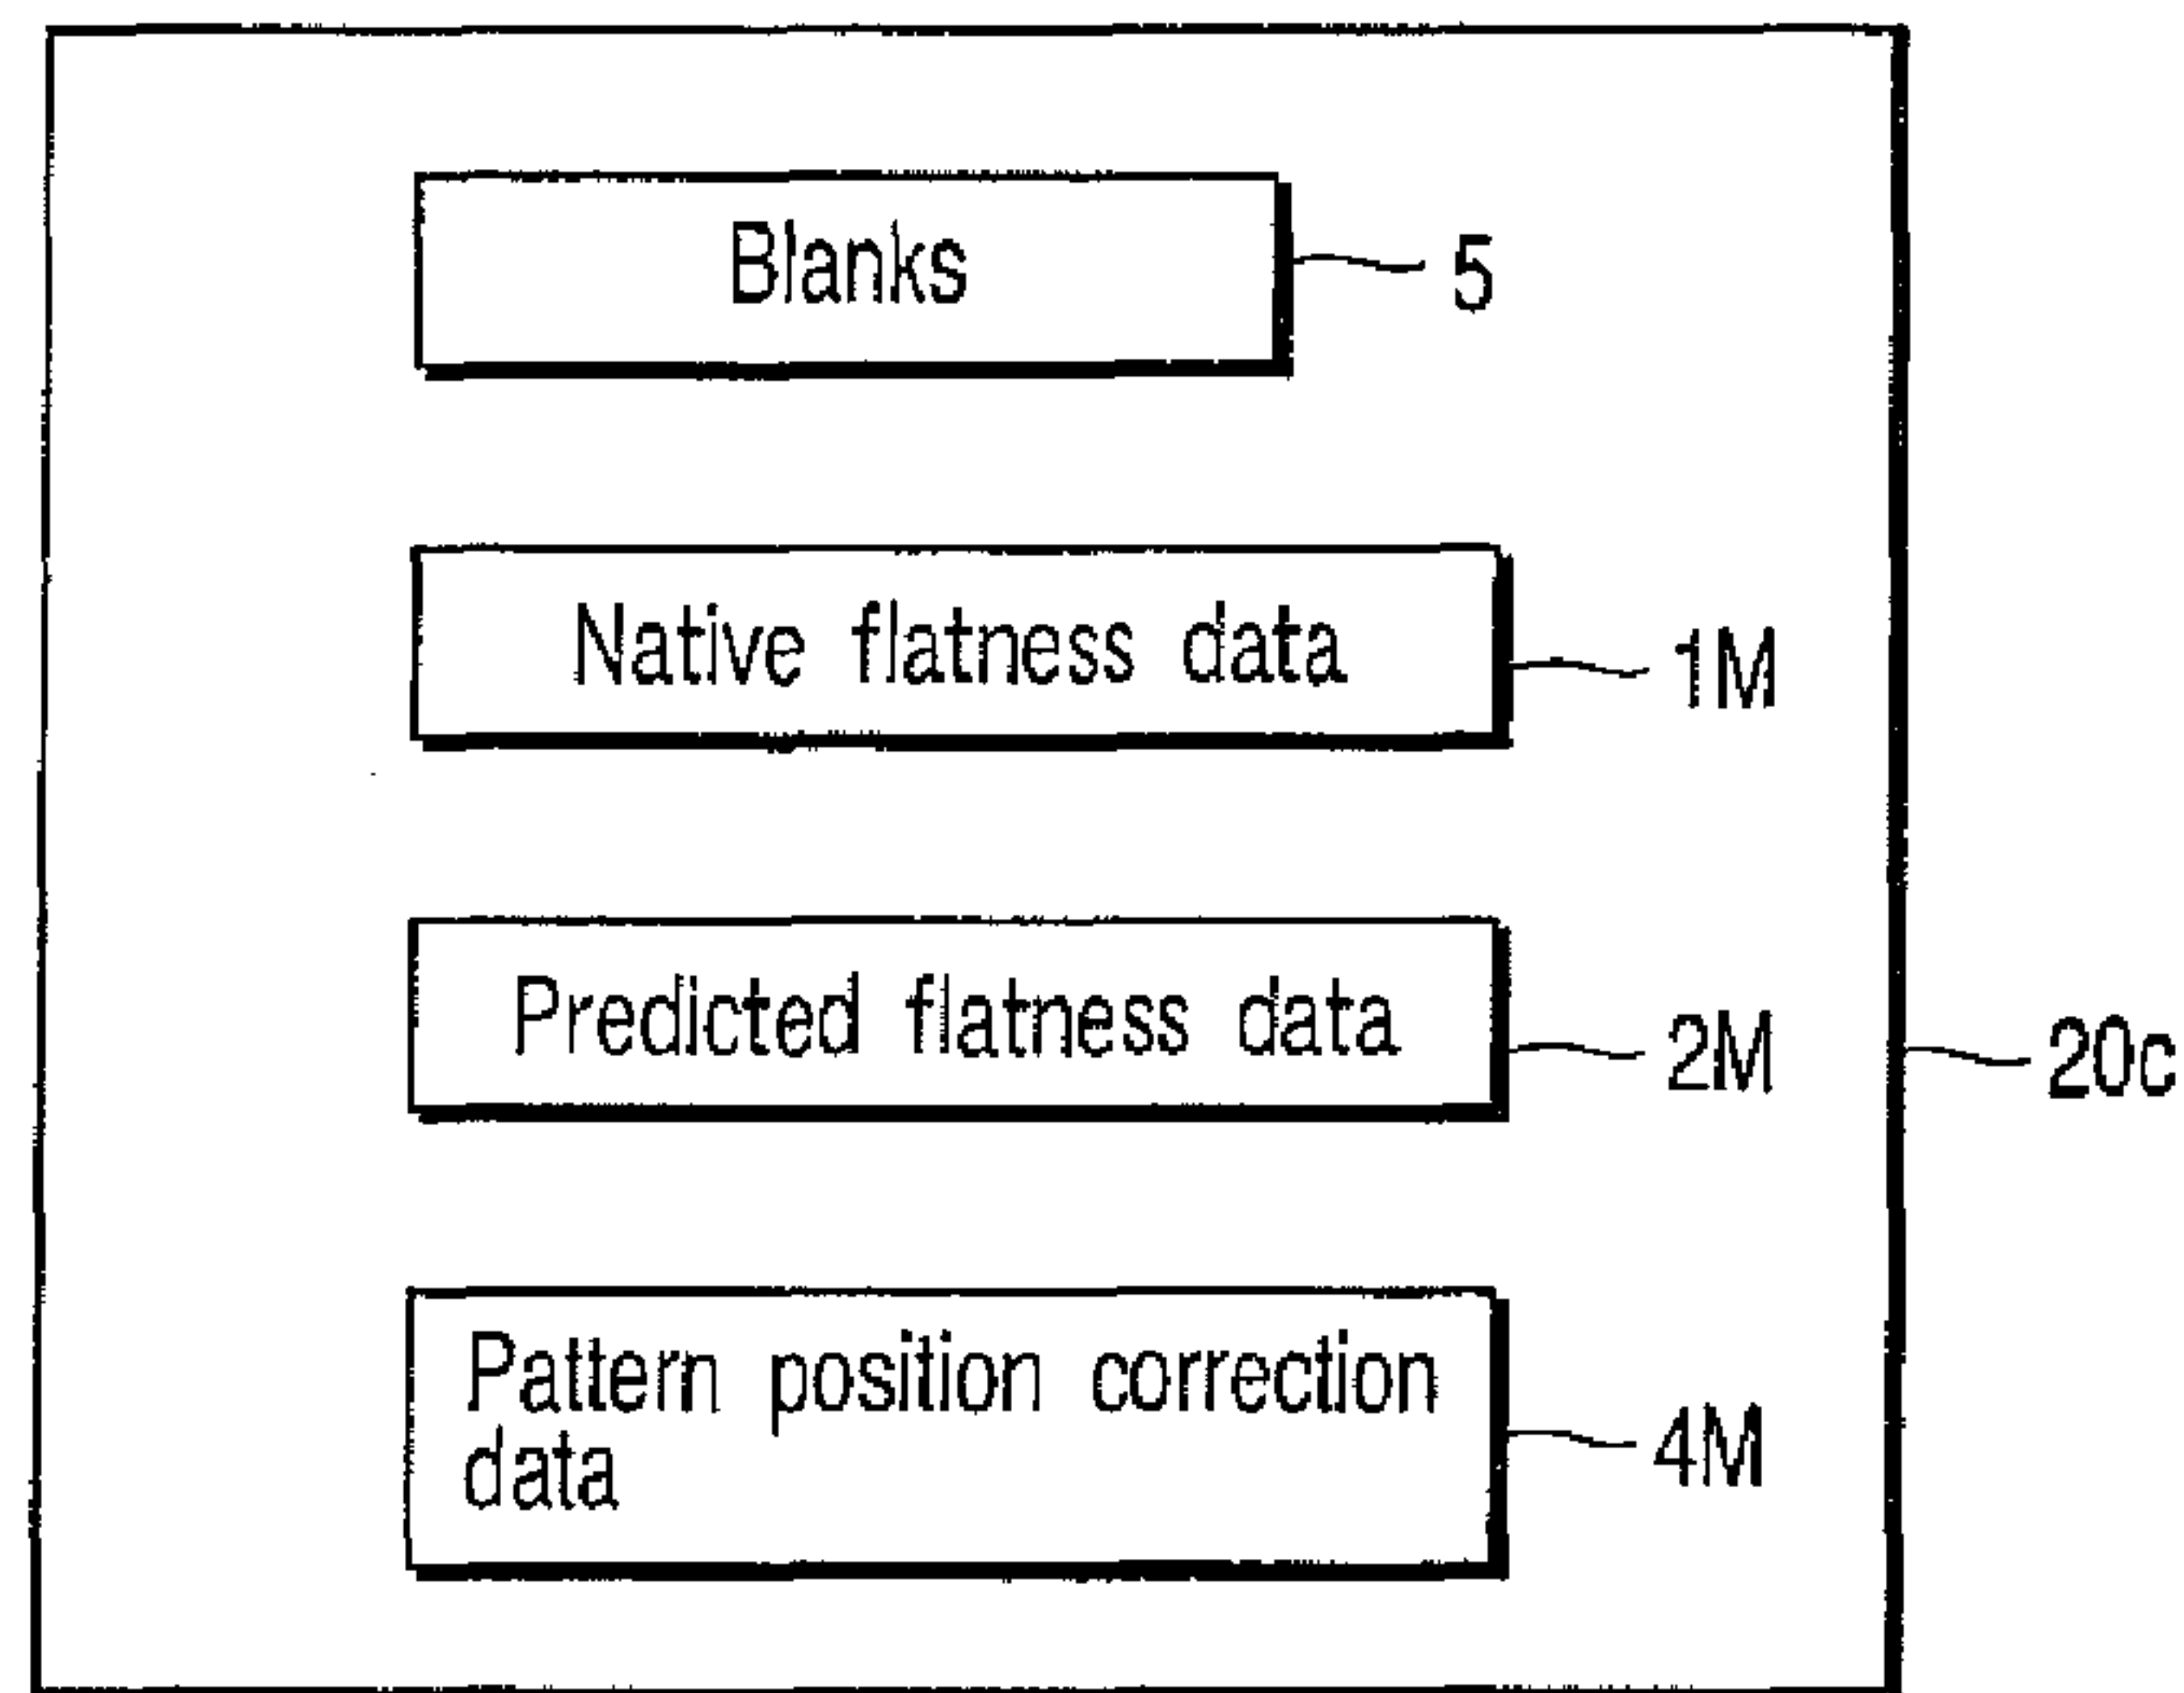 Blanks
5
Native flatness data
1M
Predicted flatness data
2M
20c
Pattern position correction
data
4M